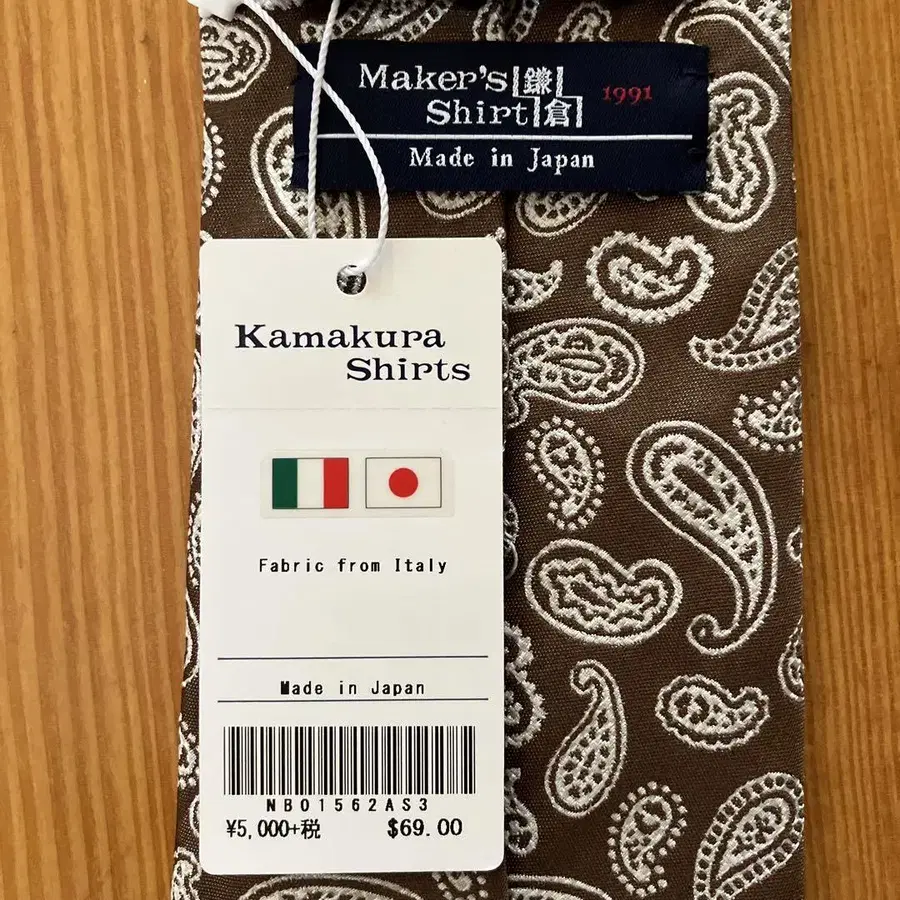 Maker's 鎌
Shirt 倉
1991
Made in Japan
Kamakura
Shirts
Fabric from Italy
Made in Japan
NB01562AS3
¥5,000+税 $69.00